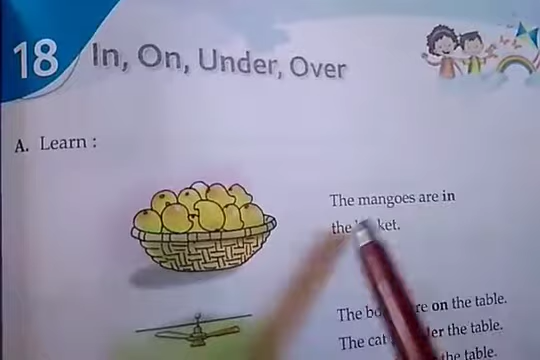 18
In, On, Under, Over
A. Learn :
The mangoes are in
the ket.
The bo re on the table.
The cat er the table.
the table.